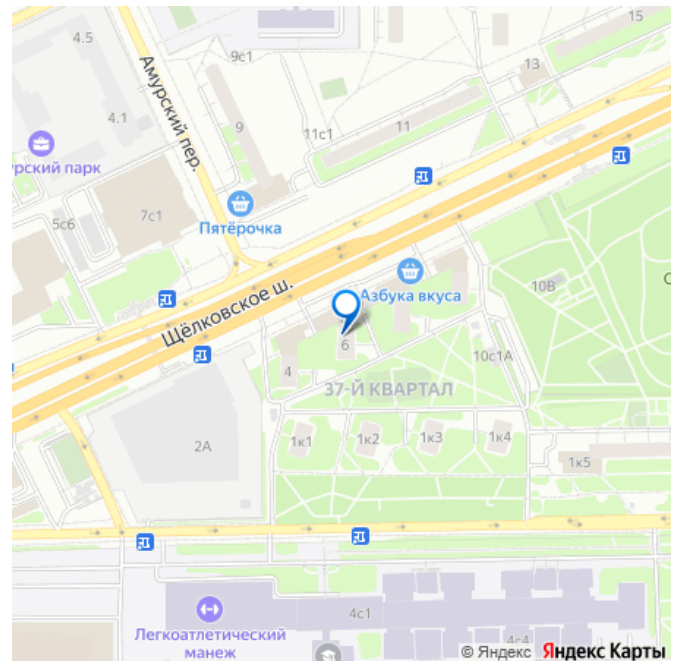 4.5
9с1
15
13
4.1
Амурский пер.
9
11с1
11
урский парк
7с1
5с6
Пятёрочка
Щёлковское ш.
Азбука вкуса
10В
С
6
4
10с1А
37-Й КВАРТАЛ
2А
1к1
1к2
1к3
1к4
1к5
4с1
Легкоатлетический
манеж
4с4
© Яндекс Яндекс Карты